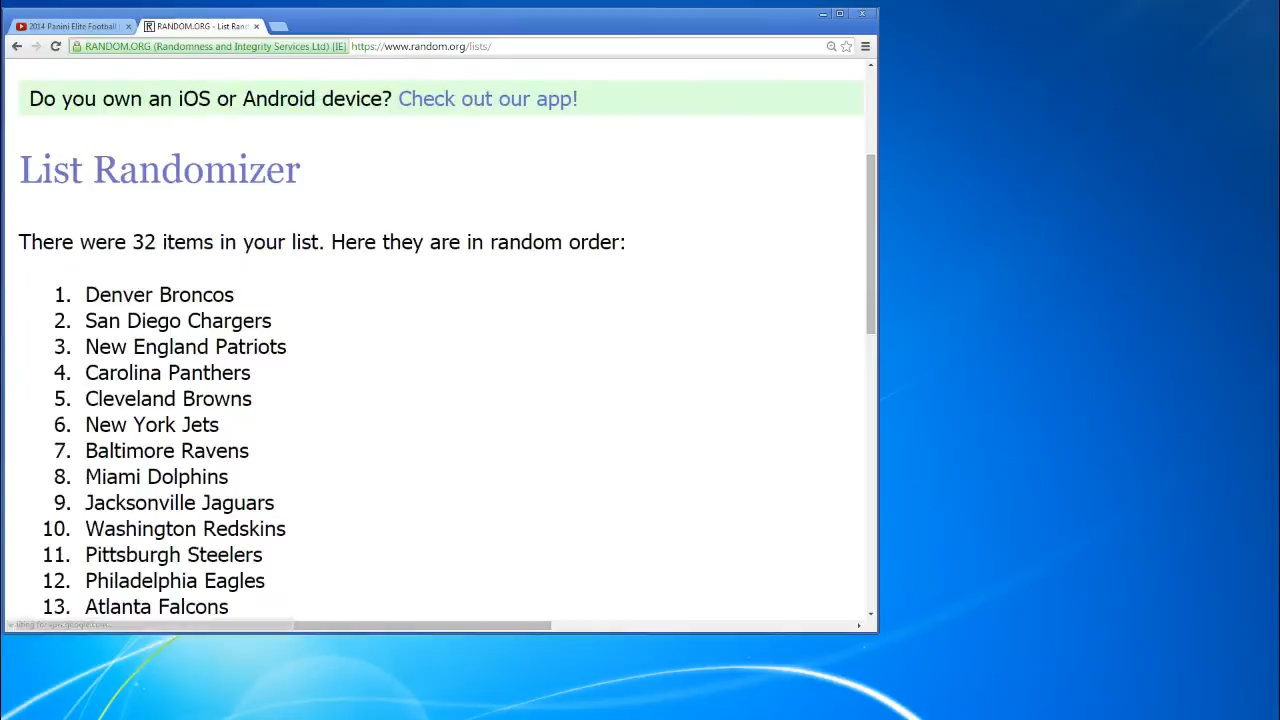 2014 Panini Elite Football
RANDOM.ORG - List Ran
RANDOM.ORG (Randomness and Integrity Services Ltd) [IE] https://www.random.org/lists/
Do you own an iOS or Android device? Check out our app!
List Randomizer
There were 32 items in your list. Here they are in random order:
1. Denver Broncos
2. San Diego Chargers
3. New England Patriots
4. Carolina Panthers
5. Cleveland Browns
6. New York Jets
7. Baltimore Ravens
8. Miami Dolphins
9. Jacksonville Jaguars
10. Washington Redskins
11. Pittsburgh Steelers
12. Philadelphia Eagles
13. Atlanta Falcons